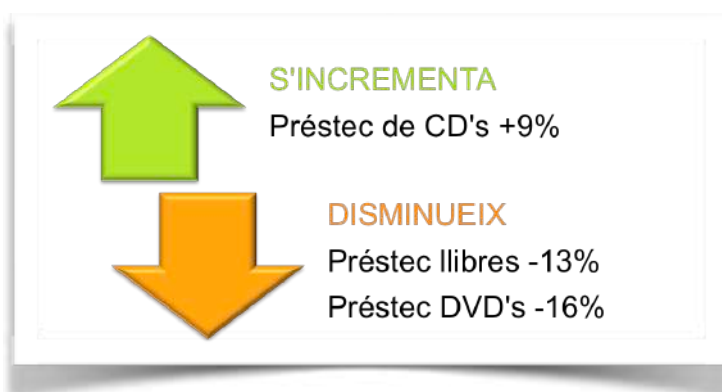 S'INCREMENTA
Préstec de CD's +9%
DISMINUEIX
Préstec llibres -13%
Préstec DVD's -16%